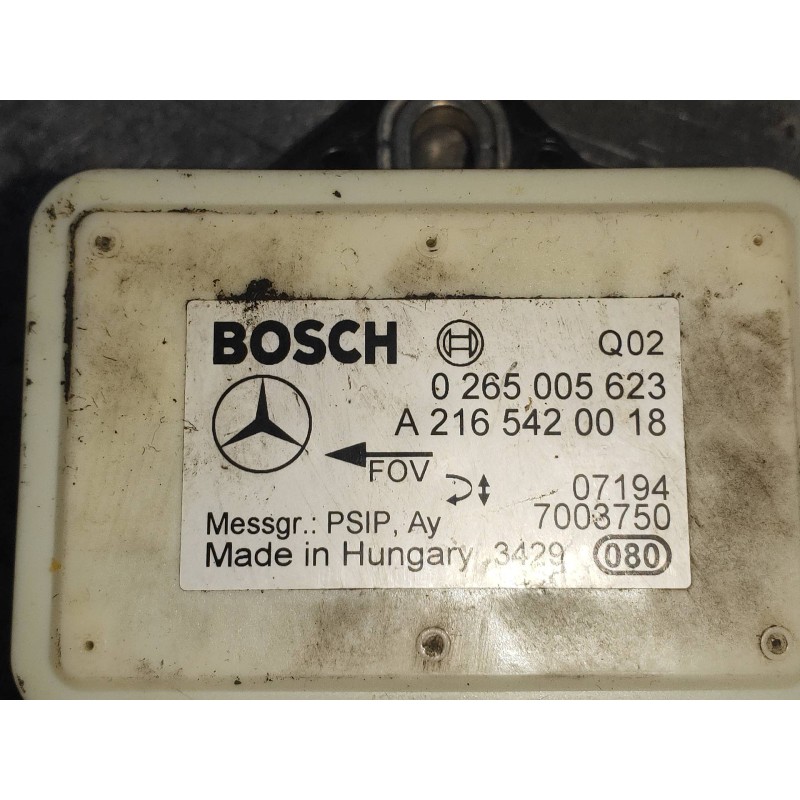 BOSCH Q02
0 265 005 623
A 216 542 00 18
FOV
07194
Messgr.: PSIP, Ay 7003750
Made in Hungary 3429 080